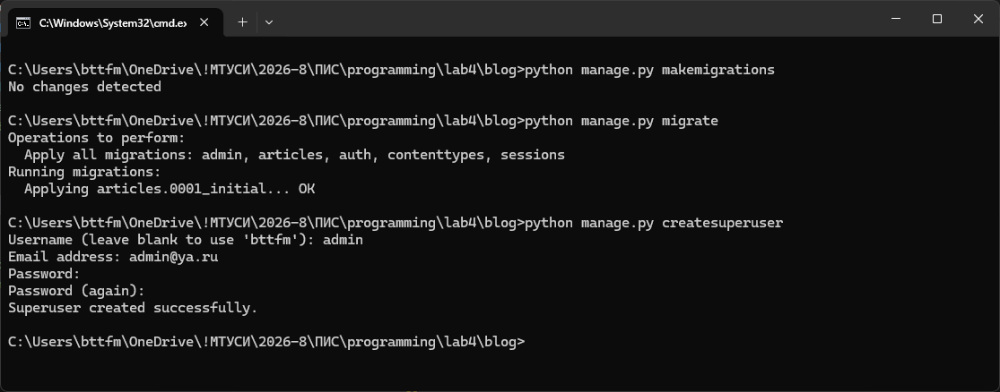 C:\Windows\System32\cmd.ex
C:\Users\bttfm\OneDrive\!МТУСИ\2026-8\ПИС\programming\lab4\blog>python manage.py makemigrations
No changes detected
C:\Users\bttfm\OneDrive\!МТУСИ\2026-8\ПИС\programming\lab4\blog>python manage.py migrate
Operations to perform:
  Apply all migrations: admin, articles, auth, contenttypes, sessions
Running migrations:
  Applying articles.0001_initial... OK
C:\Users\bttfm\OneDrive\!МТУСИ\2026-8\ПИС\programming\lab4\blog>python manage.py createsuperuser
Username (leave blank to use 'bttfm'): admin
Email address: admin@ya.ru
Password:
Password (again):
Superuser created successfully.
C:\Users\bttfm\OneDrive\!МТУСИ\2026-8\ПИС\programming\lab4\blog>